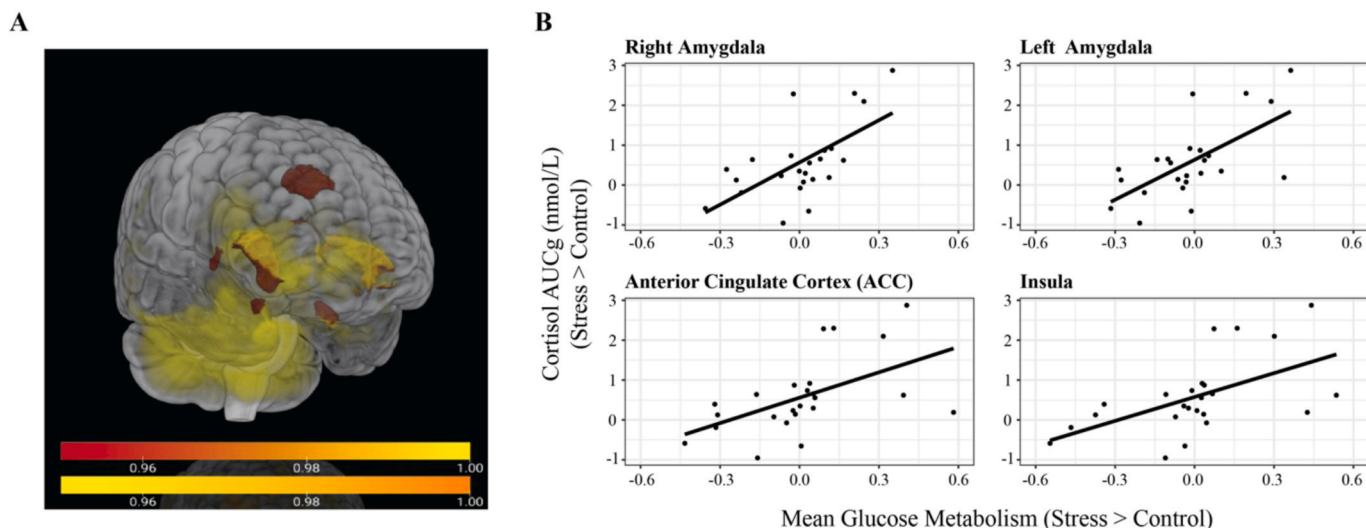 A
B
0.96 0.98 1.00
0.96 0.98 1.00
Cortisol AUCg (nmol/L)
(Stress > Control)
Right Amygdala
3
2
1
0
-1
-0.6 -0.3 0.0 0.3 0.6
Left Amygdala
3
2
1
0
-1
-0.6 -0.3 0.0 0.3 0.6
Anterior Cingulate Cortex (ACC)
3
2
1
0
-1
-0.6 -0.3 0.0 0.3 0.6
Insula
3
2
1
0
-1
-0.6 -0.3 0.0 0.3 0.6
Mean Glucose Metabolism (Stress > Control)